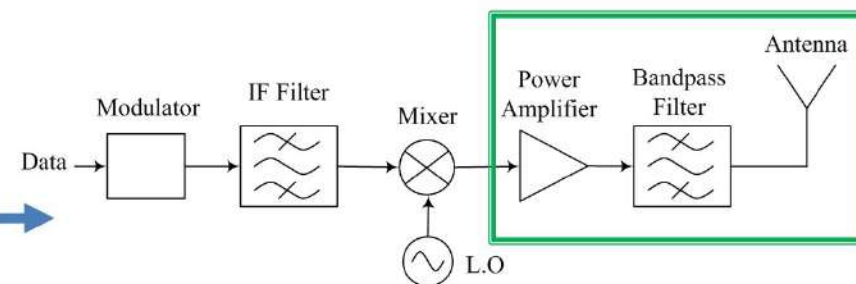 Data
Modulator
IF Filter
Mixer
L.O
Power
Amplifier
Bandpass
Filter
Antenna